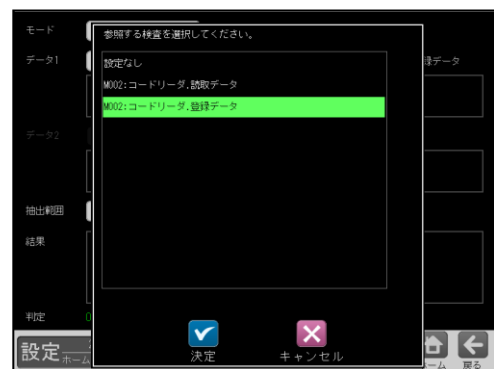 モード
参照する検査を選択してください。
データ1
設定なし
録データ
M002:コードリーダ.読取データ
M002:コードリーダ.登録データ
データ2
抽出範囲
結果
判定
0
設定
ホーム
決定
キャンセル
ーム
戻る